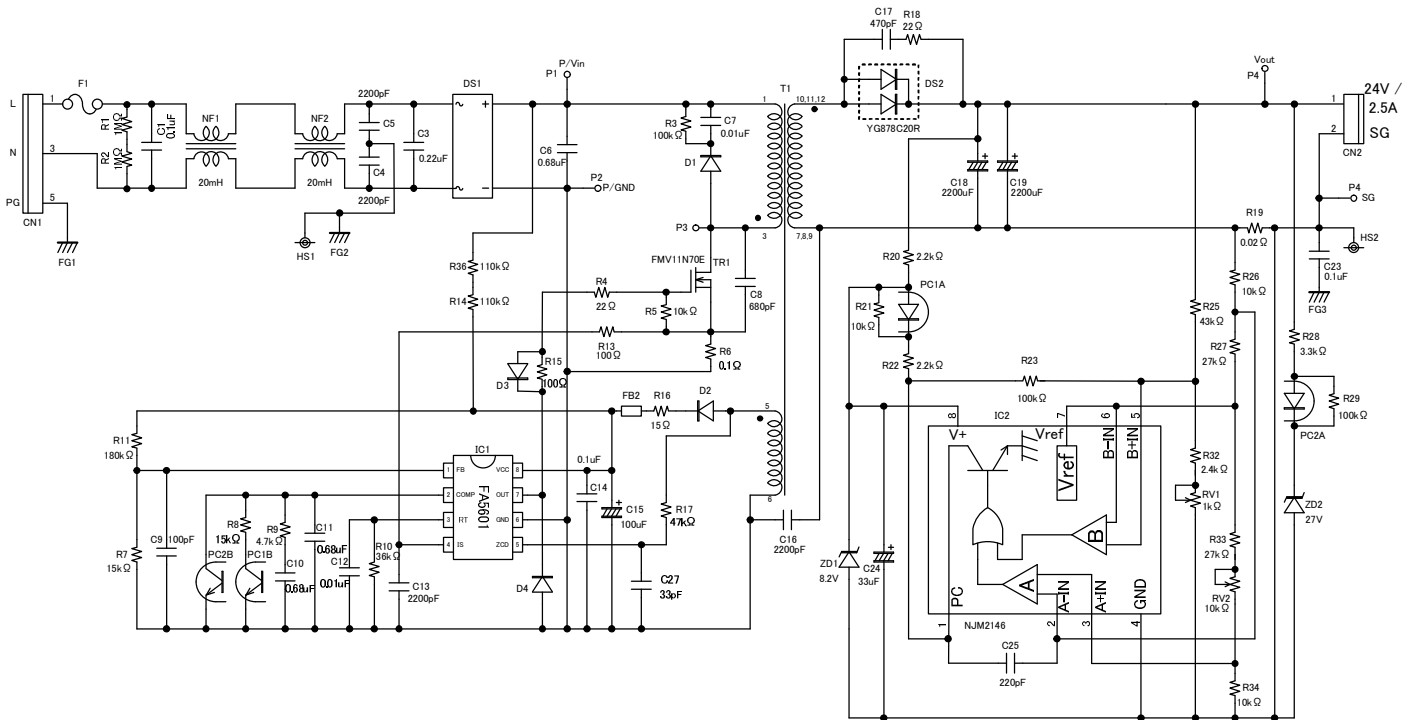 C17
470pF
R18
22Ω
DS2
YG878C20R
Vout
P4
24V /
2.5A
SG
1
2
CN2
F1
L
1
N
3
PG
5
CN1
FG1
R1
1MΩ
R2
1MΩ
C1
0.1uF
NF1
20mH
NF2
20mH
2200pF
C5
C4
2200pF
C3
0.22uF
HS1
FG2
DS1
~
~
+
−
P/Vin
P1
C6
0.68uF
P2
P/GND
R3
100kΩ
C7
0.01uF
D1
T1
1
3
10,11,12
7,8,9
C18
2200uF
C19
2200uF
P4
SG
R19
0.02Ω
HS2
C23
0.1uF
FG3
P3
FMV11N70E
TR1
R36
110kΩ
R14
110kΩ
R4
22Ω
R5
10kΩ
C8
680pF
R13
100Ω
R6
0.1Ω
D3
R15
100Ω
R20
2.2kΩ
R21
10kΩ
PC1A
R22
2.2kΩ
R23
100kΩ
R26
10kΩ
R25
43kΩ
R27
27kΩ
R28
3.3kΩ
R29
100kΩ
PC2A
FB2
R16
15Ω
D2
5
6
R11
180kΩ
IC1
FA5601
1
FB
2
COMP
3
RT
4
IS
VCC
8
OUT
7
GND
6
ZCD
5
0.1uF
C14
C15
100uF
R17
47kΩ
C16
2200pF
R7
15kΩ
C9
100pF
PC2B
R8
15kΩ
PC1B
R9
4.7kΩ
C10
0.68uF
C11
0.68uF
C12
0.01uF
R10
36kΩ
C13
2200pF
D4
C27
33pF
ZD1
8.2V
C24
33uF
8
IC2
7
6
5
V+
Vref
Vref
B-IN
B+IN
B
A
PC
A-IN
A+IN
GND
1
NJM2146
2
3
4
C25
220pF
R32
2.4kΩ
RV1
1kΩ
R33
27kΩ
RV2
10kΩ
R34
10kΩ
ZD2
27V